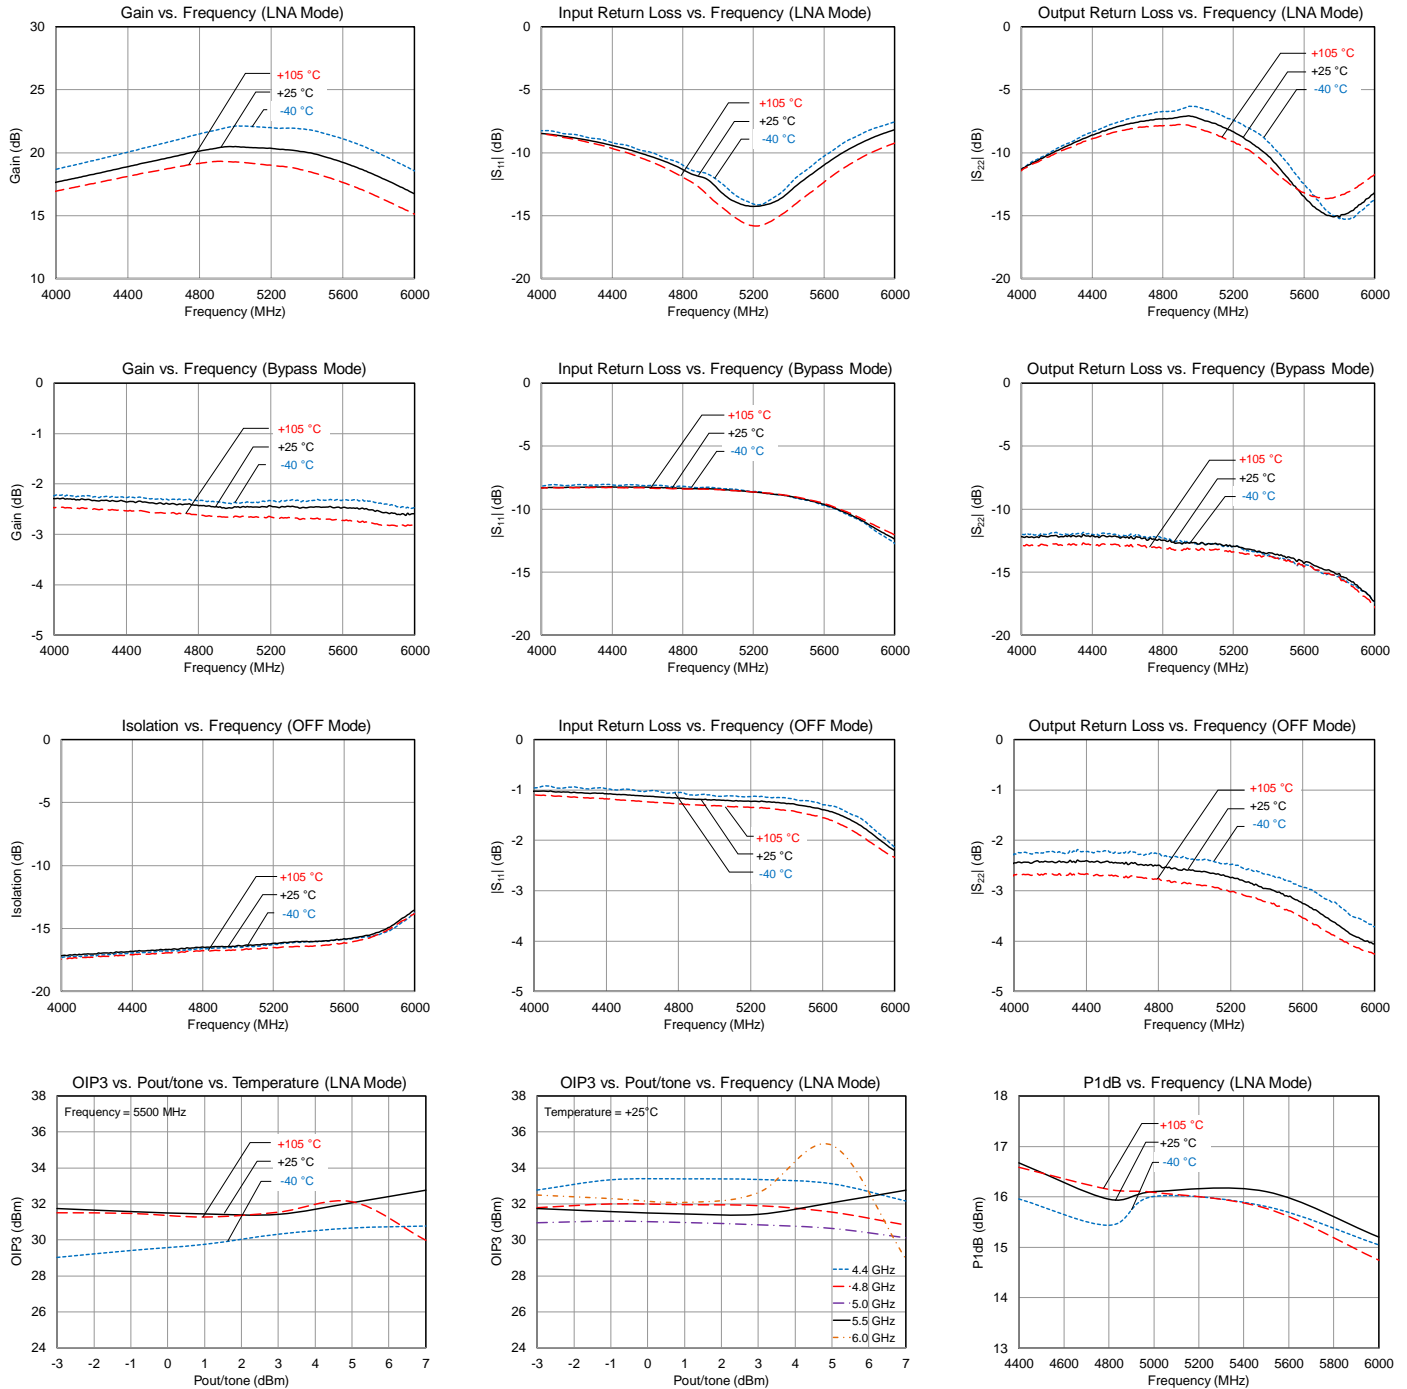 Gain vs. Frequency (LNA Mode)
30
25
20
15
10
Gain (dB)
+105 °C
+25 °C
-40 °C
4000 4400 4800 5200 5600 6000
Frequency (MHz)
Input Return Loss vs. Frequency (LNA Mode)
0
-5
-10
-15
-20
|S11| (dB)
+105 °C
+25 °C
-40 °C
4000 4400 4800 5200 5600 6000
Frequency (MHz)
Output Return Loss vs. Frequency (LNA Mode)
0
-5
-10
-15
-20
|S22| (dB)
+105 °C
+25 °C
-40 °C
4000 4400 4800 5200 5600 6000
Frequency (MHz)
Gain vs. Frequency (Bypass Mode)
0
-1
-2
-3
-4
-5
Gain (dB)
+105 °C
+25 °C
-40 °C
4000 4400 4800 5200 5600 6000
Frequency (MHz)
Input Return Loss vs. Frequency (Bypass Mode)
0
-5
-10
-15
-20
|S11| (dB)
+105 °C
+25 °C
-40 °C
4000 4400 4800 5200 5600 6000
Frequency (MHz)
Output Return Loss vs. Frequency (Bypass Mode)
0
-5
-10
-15
-20
|S22| (dB)
+105 °C
+25 °C
-40 °C
4000 4400 4800 5200 5600 6000
Frequency (MHz)
Isolation vs. Frequency (OFF Mode)
0
-5
-10
-15
-20
Isolation (dB)
+105 °C
+25 °C
-40 °C
4000 4400 4800 5200 5600 6000
Frequency (MHz)
Input Return Loss vs. Frequency (OFF Mode)
0
-1
-2
-3
-4
-5
|S11| (dB)
+105 °C
+25 °C
-40 °C
4000 4400 4800 5200 5600 6000
Frequency (MHz)
Output Return Loss vs. Frequency (OFF Mode)
0
-1
-2
-3
-4
-5
|S22| (dB)
+105 °C
+25 °C
-40 °C
4000 4400 4800 5200 5600 6000
Frequency (MHz)
OIP3 vs. Pout/tone vs. Temperature (LNA Mode)
38
36
34
32
30
28
26
24
OIP3 (dBm)
Frequency = 5500 MHz
+105 °C
+25 °C
-40 °C
-3 -2 -1 0 1 2 3 4 5 6 7
Pout/tone (dBm)
OIP3 vs. Pout/tone vs. Frequency (LNA Mode)
38
36
34
32
30
28
26
24
OIP3 (dBm)
Temperature = +25°C
4.4 GHz
4.8 GHz
5.0 GHz
5.5 GHz
6.0 GHz
-3 -2 -1 0 1 2 3 4 5 6 7
Pout/tone (dBm)
P1dB vs. Frequency (LNA Mode)
18
17
16
15
14
13
P1dB (dBm)
+105 °C
+25 °C
-40 °C
4400 4800 5000 5200 5400 5600 5800 6000
Frequency (MHz)